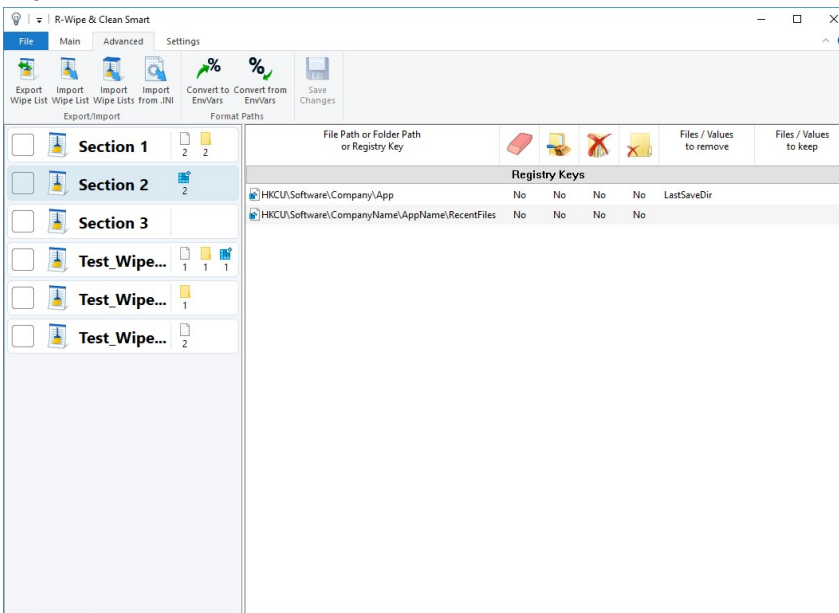 R-Wipe & Clean Smart
File Main Advanced Settings
Export Wipe List
Import Wipe List
Import Wipe Lists
Import from .INI
Convert to EnvVars
Convert from EnvVars
Save Changes
Export/Import
Format Paths
File Path or Folder Path
or Registry Key
Files / Values
to remove
Files / Values
to keep
Registry Keys
HKCU\Software\Company\App No No No No LastSaveDir
HKCU\Software\CompanyName\AppName\RecentFiles No No No No
Section 1
2 2
Section 2
2
Section 3
Test_Wipe...
1 1 1
Test_Wipe...
1
Test_Wipe...
2